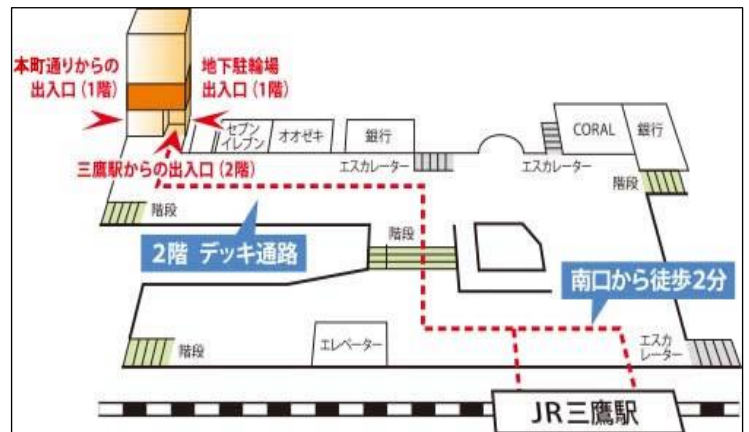 本町通りからの
出入口(1階)
地下駐輪場
出入口(1階)
セブン
イレブン
オオゼキ
銀行
エスカレーター
エスカレーター
CORAL
銀行
三鷹駅からの出入口(2階)
階段
階段
2階 デッキ通路
階段
南口から徒歩2分
階段
エレベーター
エスカ
レーター
JR三鷹駅